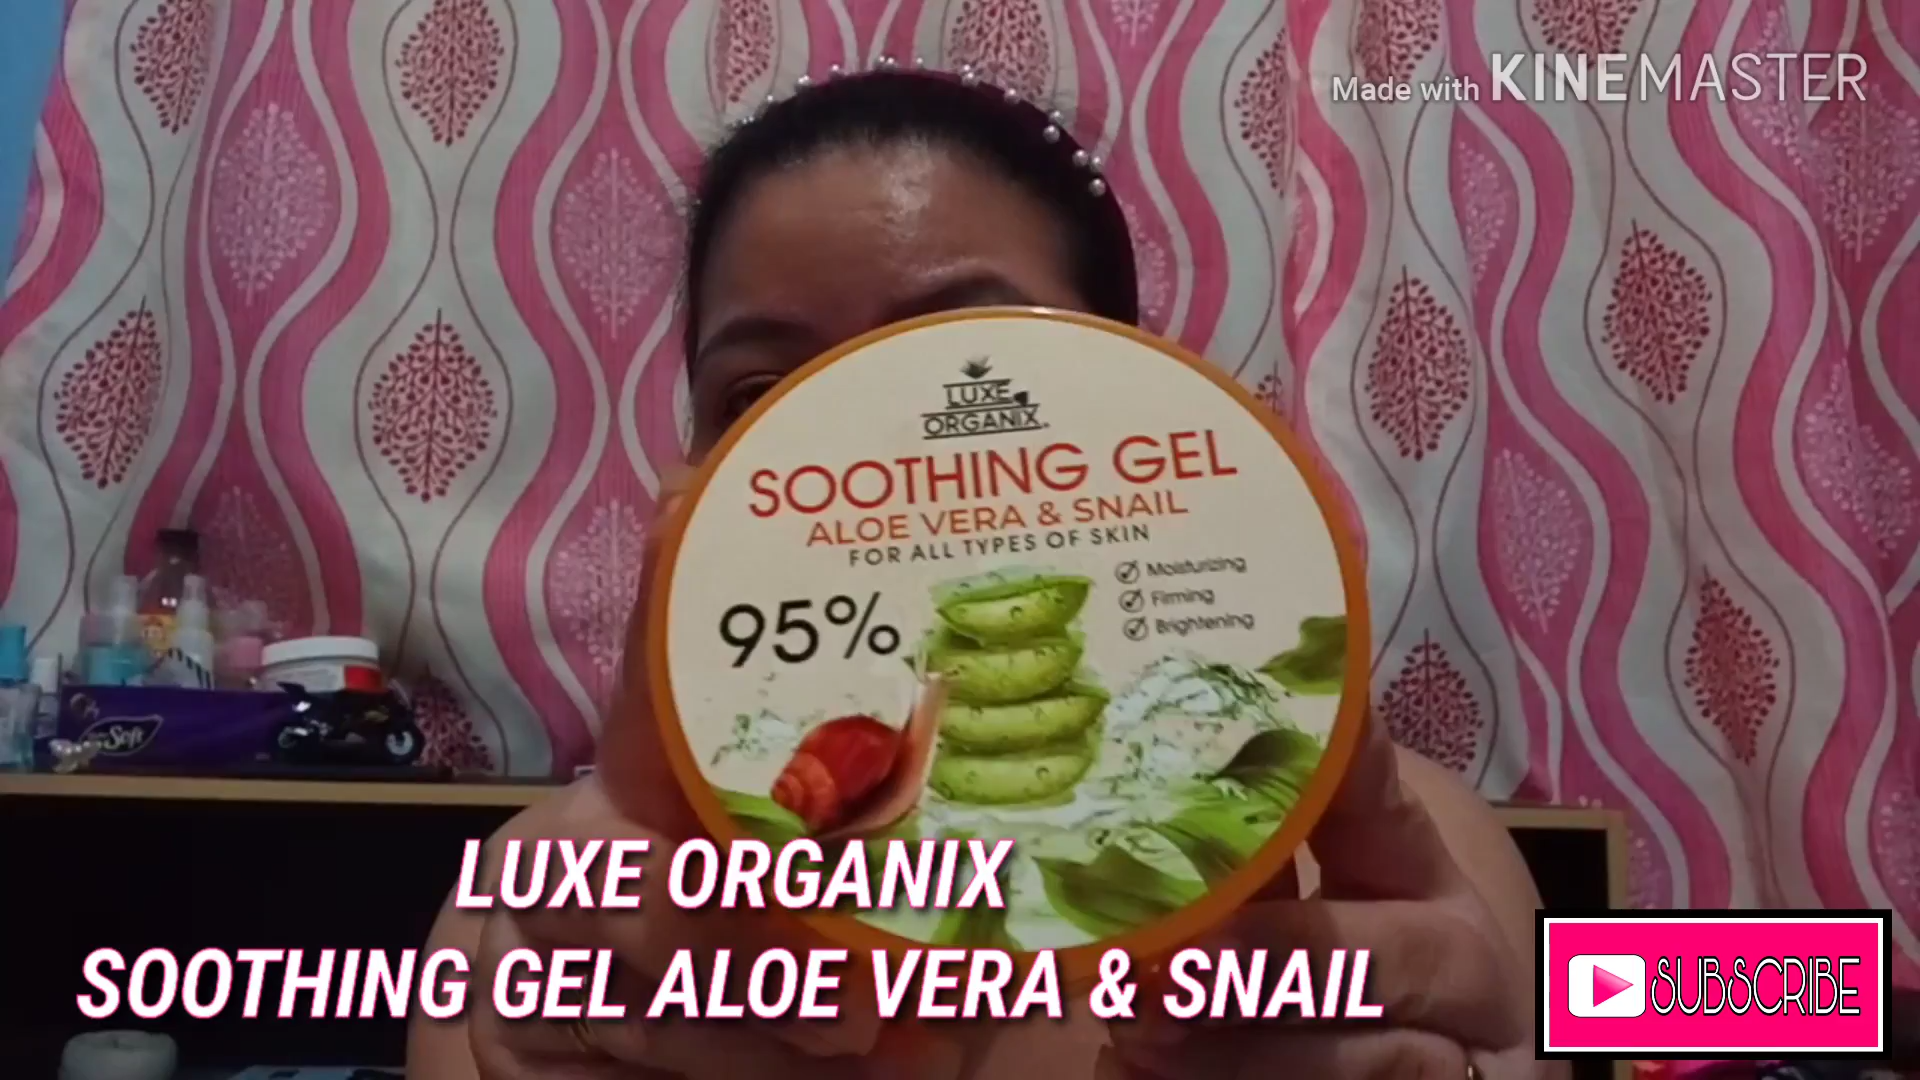 Made with KINEMASTER
LUXE
ORGANIX
SOOTHING GEL
ALOE VERA & SNAIL
FOR ALL TYPES OF SKIN
95%
Moisturizing
Firming
Brightening
Soft
LUXE ORGANIX
SOOTHING GEL ALOE VERA & SNAIL
SUBSCRIBE